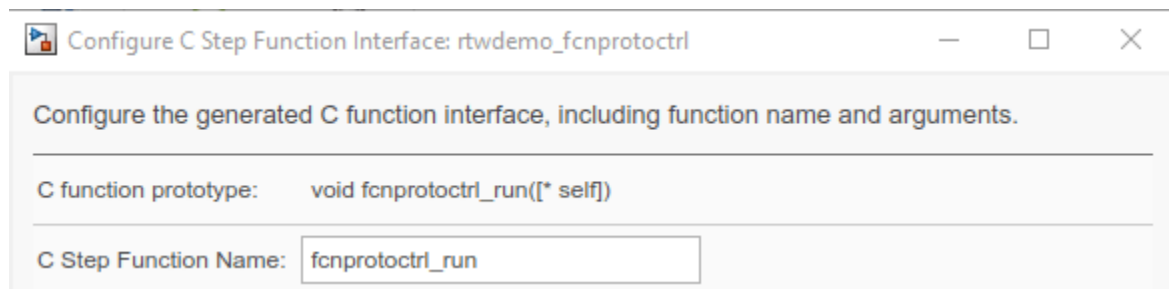 Configure C Step Function Interface: rtwdemo_fcnprotoctrl
Configure the generated C function interface, including function name and arguments.
C function prototype: void fcnprotoctrl_run([* self])
C Step Function Name: fcnprotoctrl_run